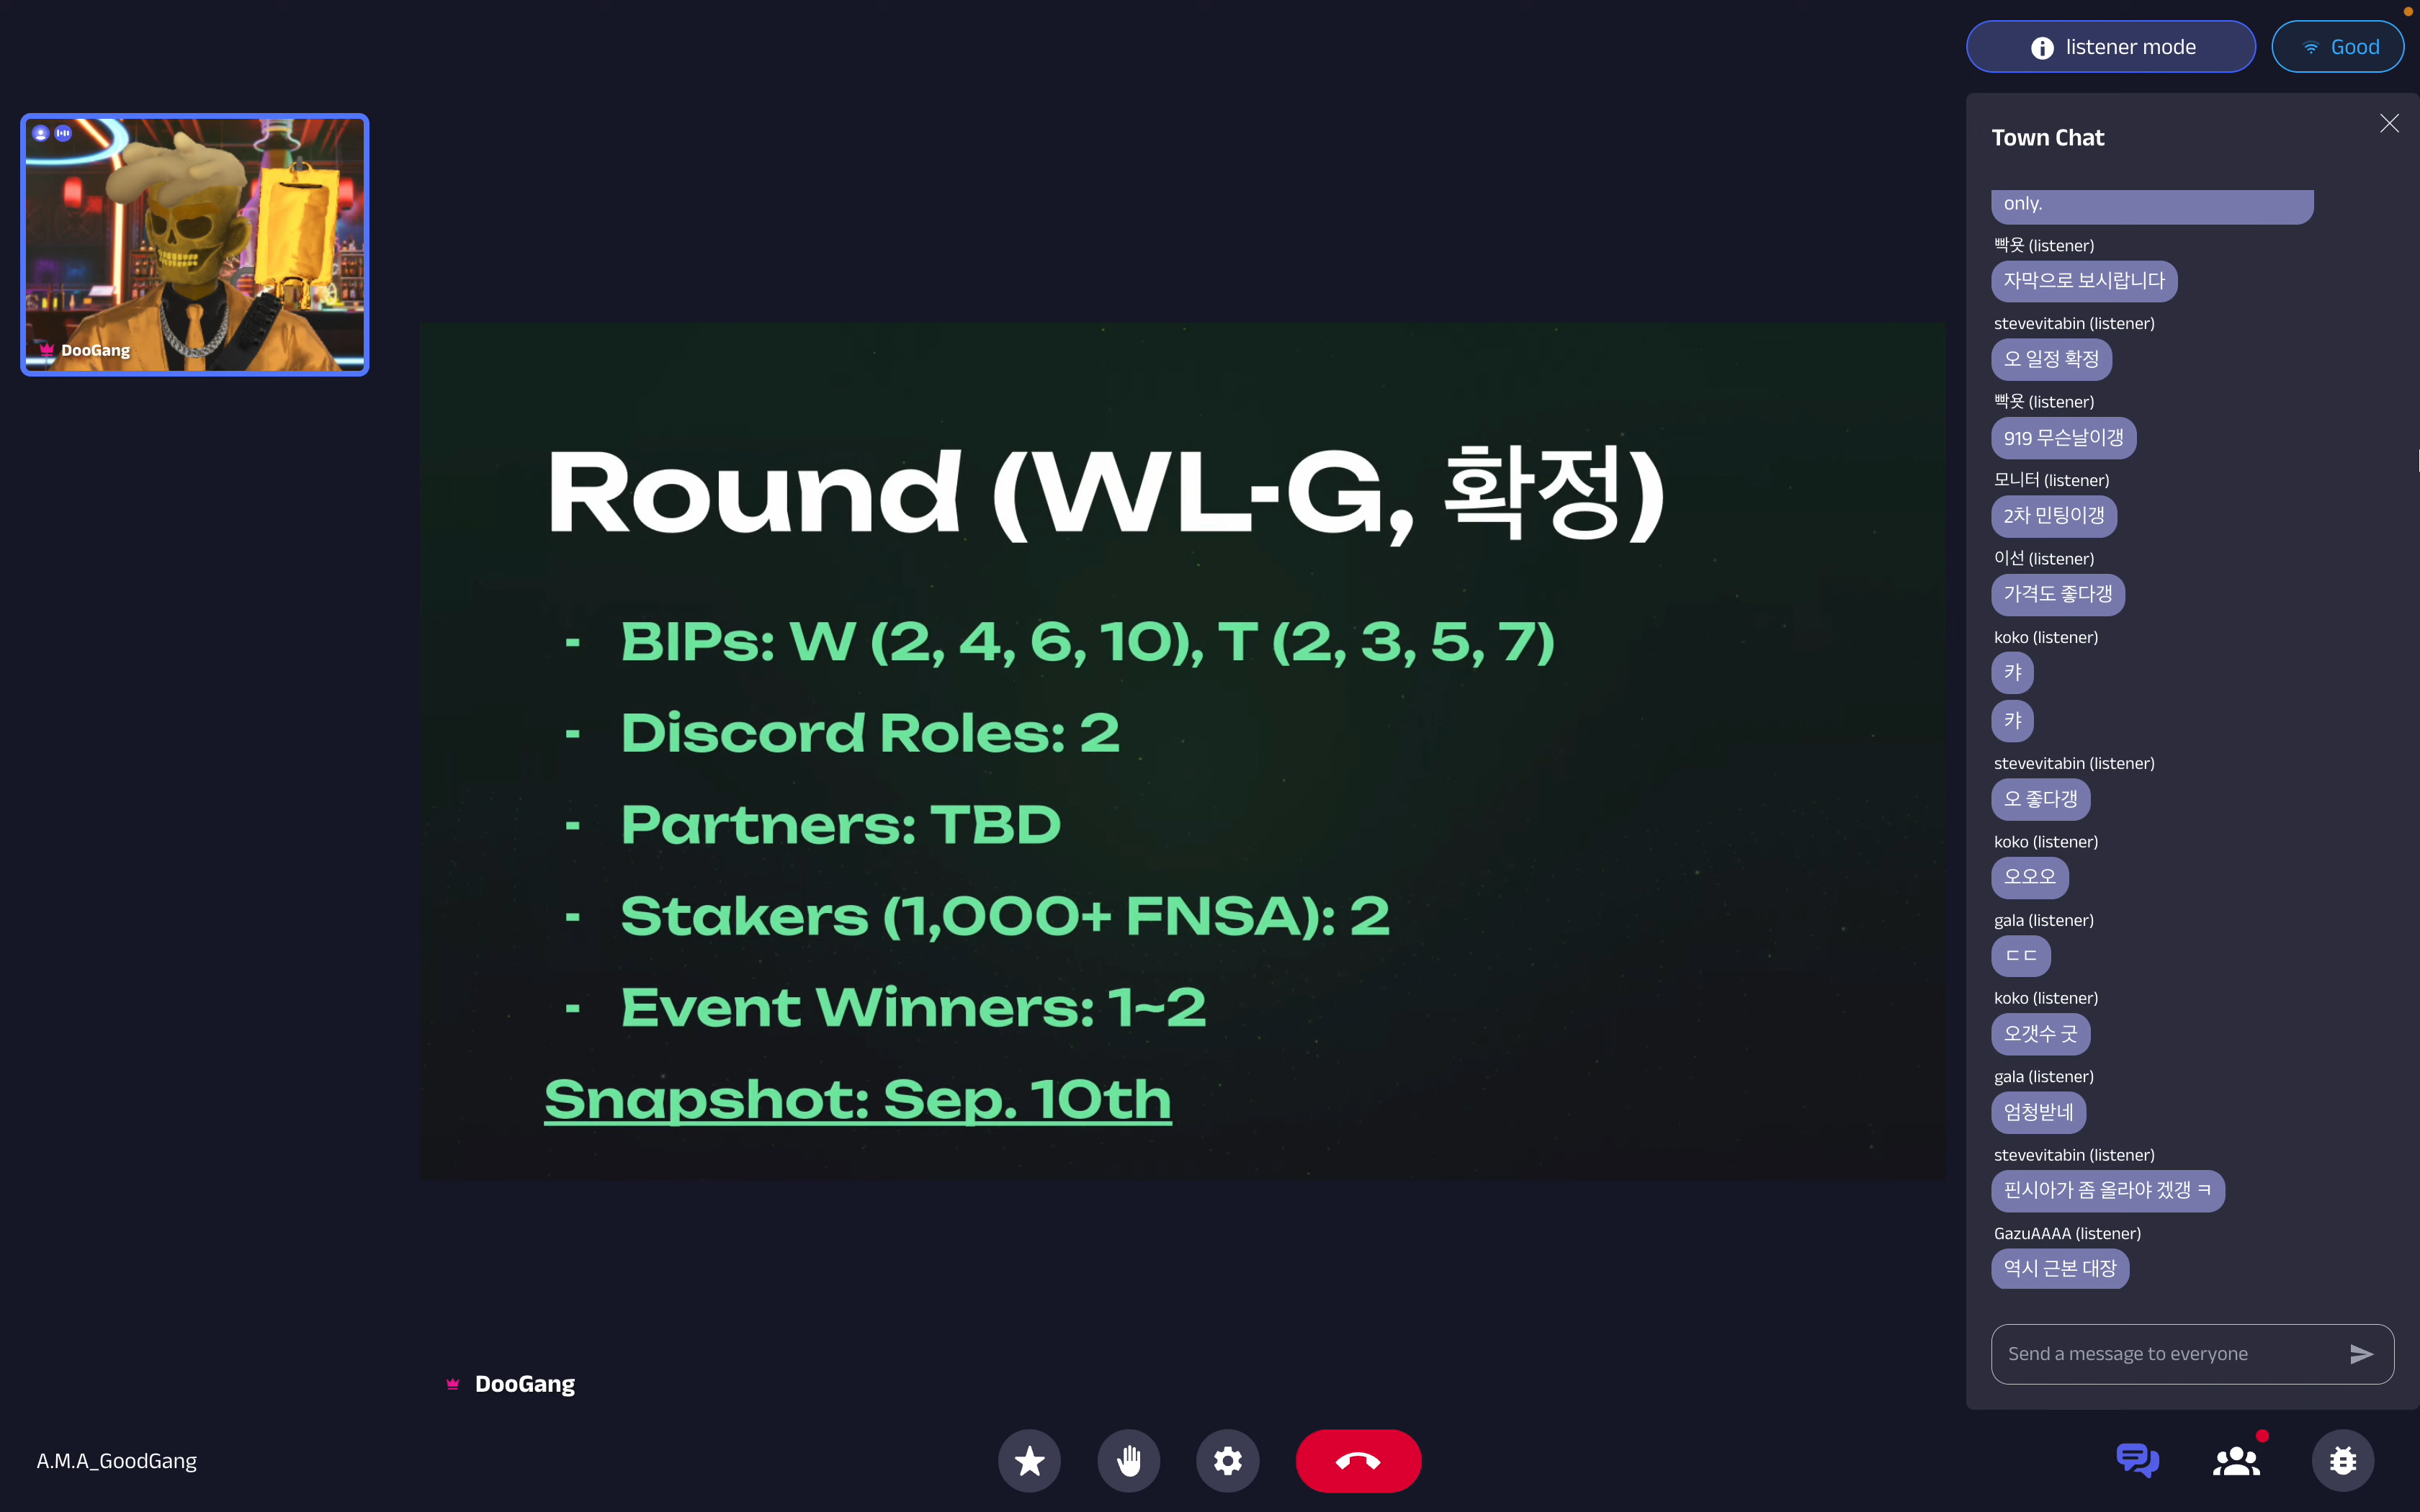 listener mode
Good
DooGang
Round (WL-G, 확정)
- BIPs: W (2, 4, 6, 10), T (2, 3, 5, 7)
- Discord Roles: 2
- Partners: TBD
- Stakers (1,000+ FNSA): 2
- Event Winners: 1~2
Snapshot: Sep. 10th
DooGang
A.M.A_GoodGang
Town Chat
only.
빡욧 (listener)
자막으로 보시랍니다
stevevitabin (listener)
오 일정 확정
빡욧 (listener)
919 무슨날이갱
모니터 (listener)
2차 민팅이갱
이선 (listener)
가격도 좋다갱
koko (listener)
캬
캬
stevevitabin (listener)
오 좋다갱
koko (listener)
오오오
gala (listener)
ㄷㄷ
koko (listener)
오갯수 굿
gala (listener)
엄청받네
stevevitabin (listener)
핀시아가 좀 올라야 겠갱 ㅋ
GazuAAAA (listener)
역시 근본 대장
Send a message to everyone